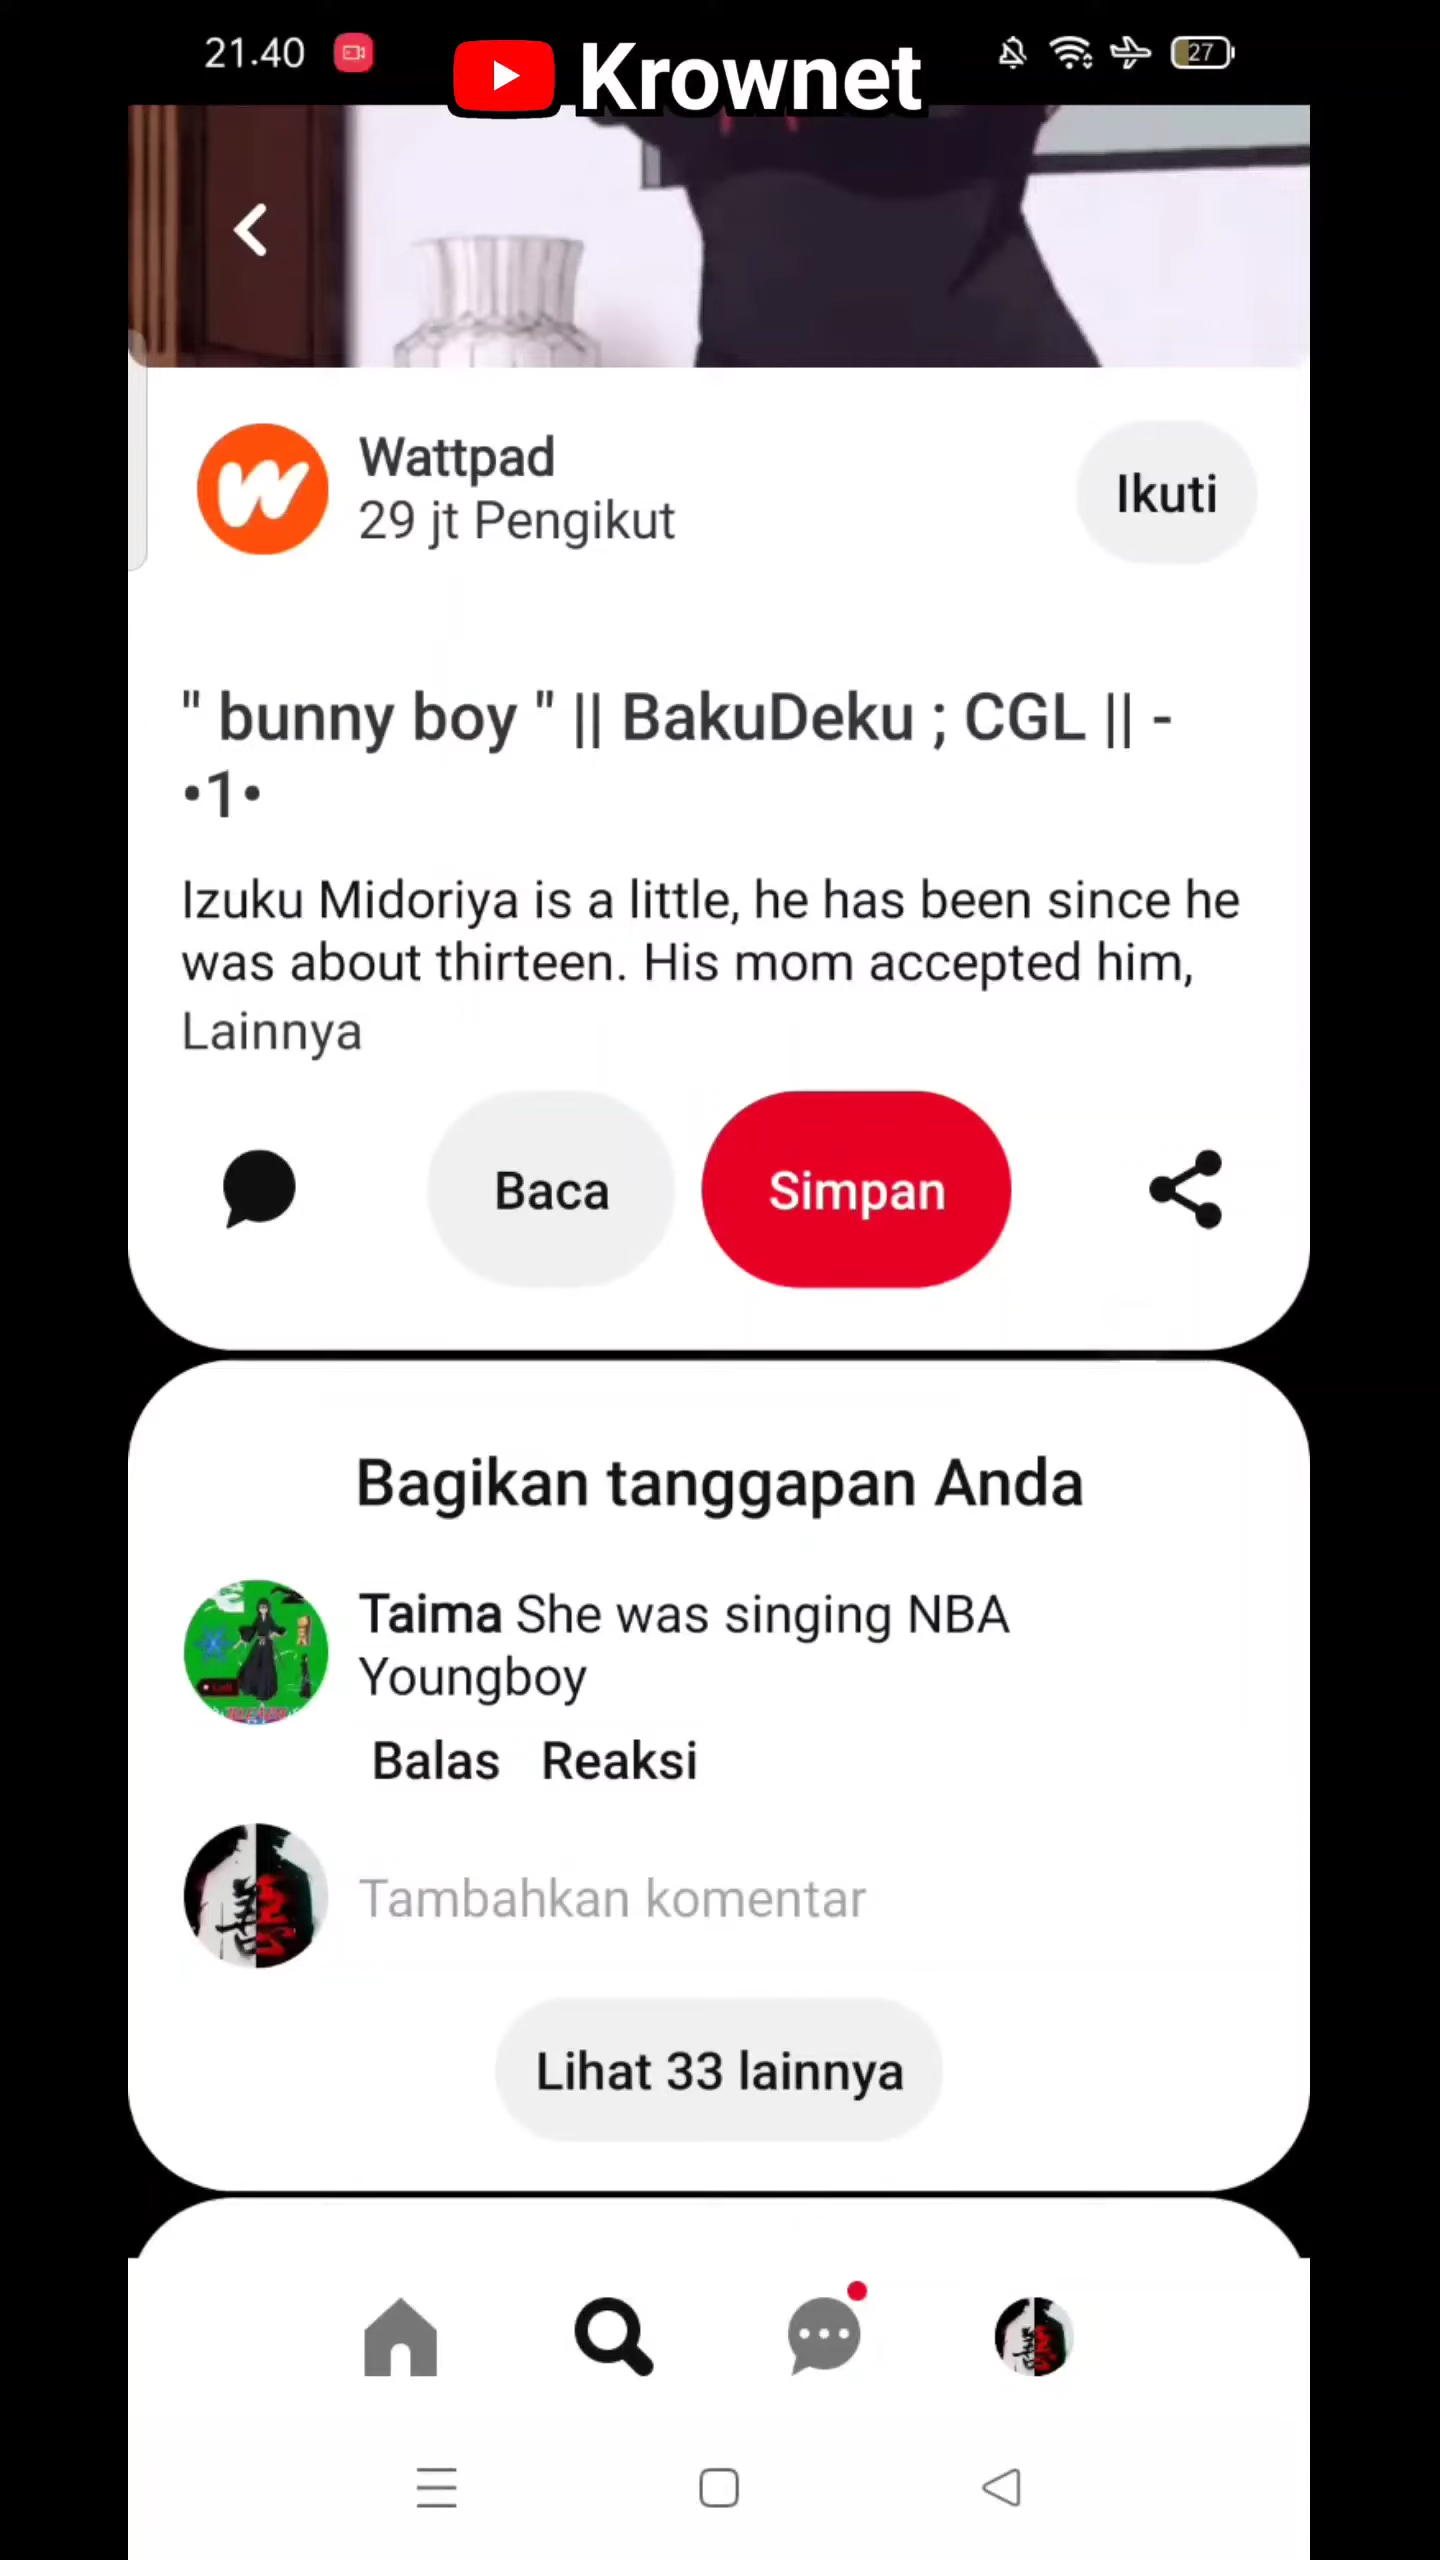 21.40
Krownet
27
Wattpad
29 jt Pengikut
Ikuti
" bunny boy " || BakuDeku ; CGL || -
•1•
Izuku Midoriya is a little, he has been since he
was about thirteen. His mom accepted him,
Lainnya
Baca
Simpan
Bagikan tanggapan Anda
Taima She was singing NBA
Youngboy
Balas Reaksi
Tambahkan komentar
Lihat 33 lainnya